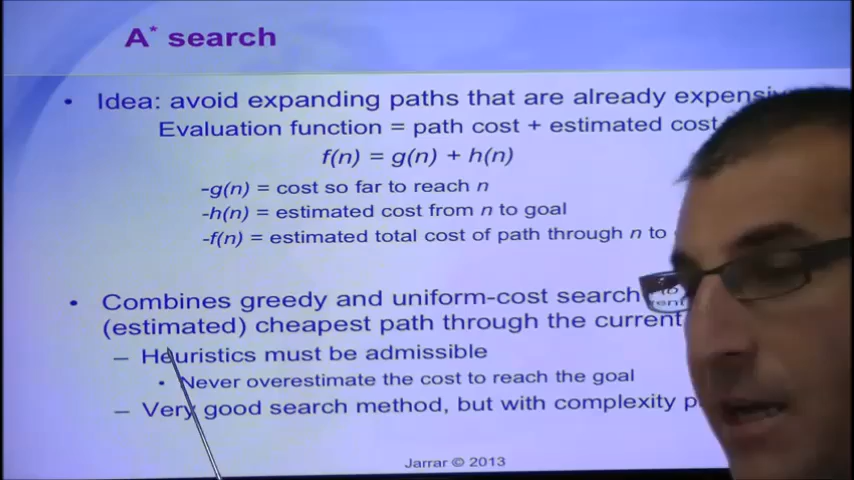 A* search
• Idea: avoid expanding paths that are already
Evaluation function = path cost + estimated cost
f(n) = g(n) + h(n)
-g(n) = cost so far to reach n
-h(n) = estimated cost from n to goal
-f(n) = estimated total cost of path through n to
• Combines greedy and uniform-cost search
(estimated) cheapest path through the current
– Heuristics must be admissible
• Never overestimate the cost to reach the goal
– Very good search method, but with complexity
Jarrar © 2013